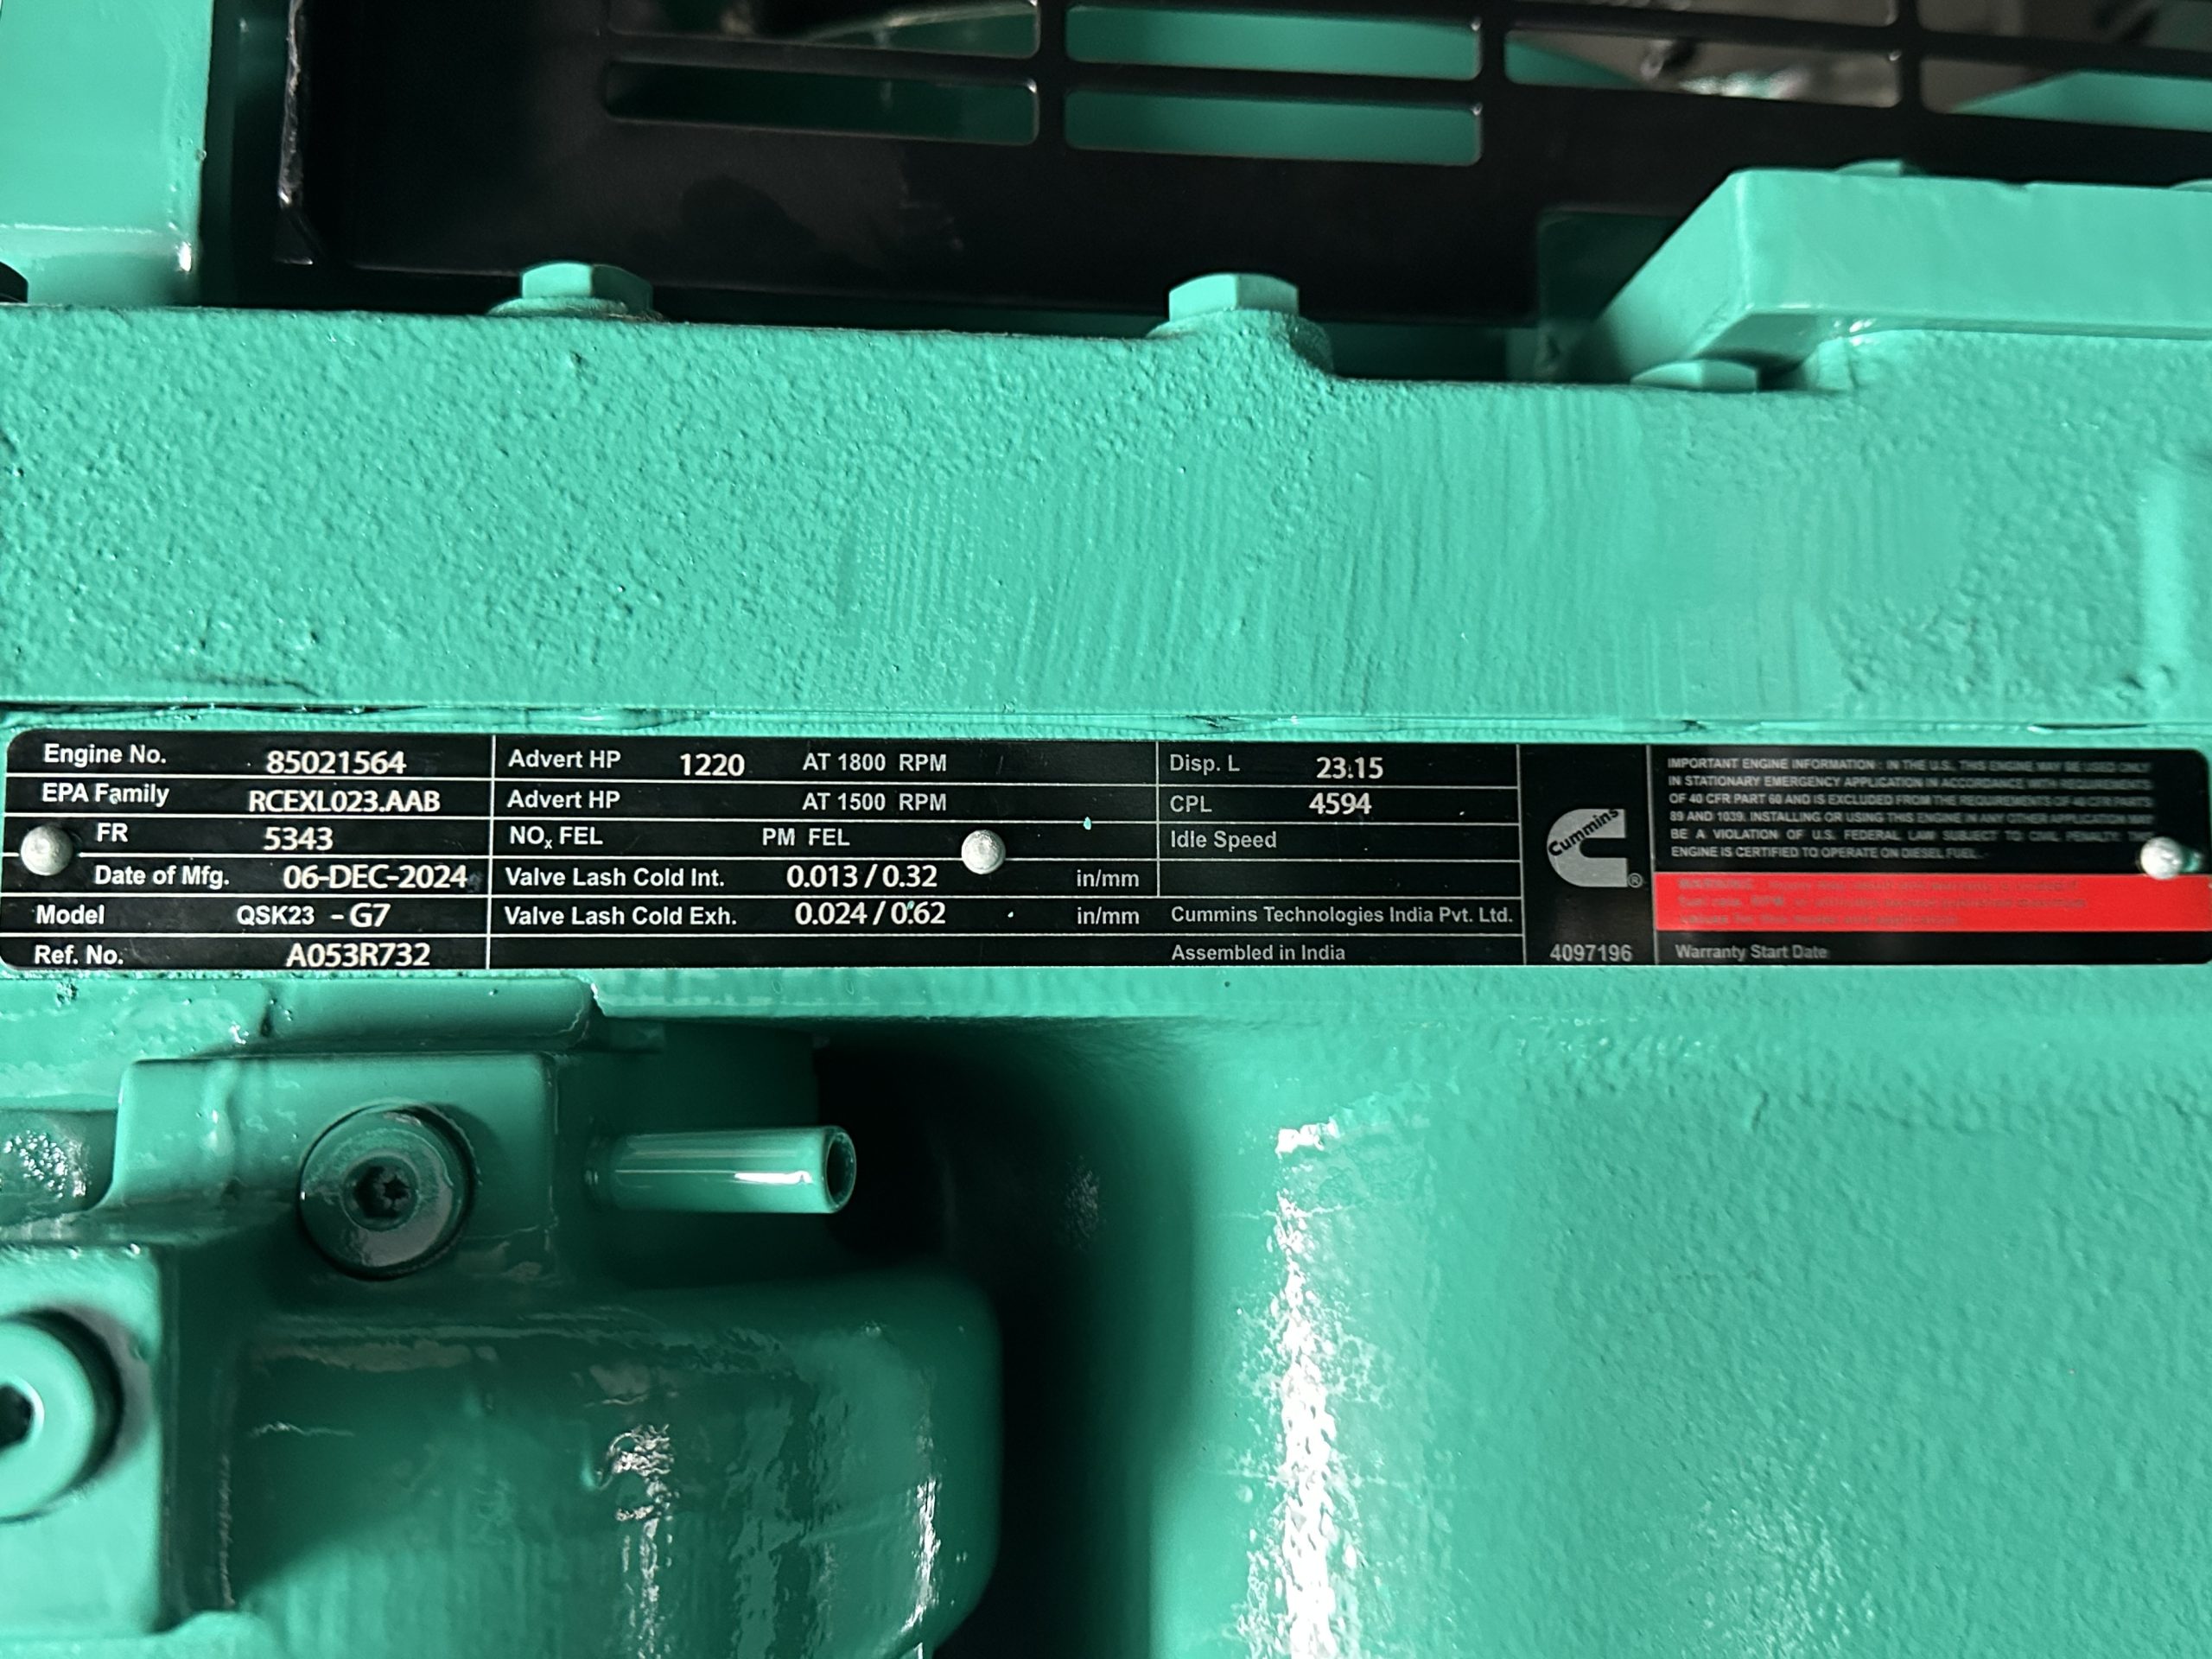 Engine No. 85021564
EPA Family RCEXL023.AAB
FR 5343
Date of Mfg. 06-DEC-2024
Model QSK23 -G7
Ref. No. A053R732
Advert HP 1220 AT 1800 RPM
Advert HP AT 1500 RPM
NOx FEL PM FEL
Valve Lash Cold Int. 0.013 / 0.32 in/mm
Valve Lash Cold Exh. 0.024 / 0.62 in/mm
Disp. L 23.15
CPL 4594
Idle Speed
Cummins Technologies India Pvt. Ltd.
Assembled in India
Cummins
®
4097196
IMPORTANT ENGINE INFORMATION : IN THE U.S. THIS ENGINE MAY BE USED ONLY
IN STATIONARY EMERGENCY APPLICATION IN ACCORDANCE WITH REQUIREMENTS
OF 40 CFR PART 60 AND IS EXCLUDED FROM THE REQUIREMENTS OF 40 CFR PARTS
89 AND 1039. INSTALLING OR USING THIS ENGINE IN ANY OTHER APPLICATION MAY
BE A VIOLATION OF U.S. FEDERAL LAW SUBJECT TO CIVIL PENALTY. THIS
ENGINE IS CERTIFIED TO OPERATE ON DIESEL FUEL.
WARNING
Warranty Start Date